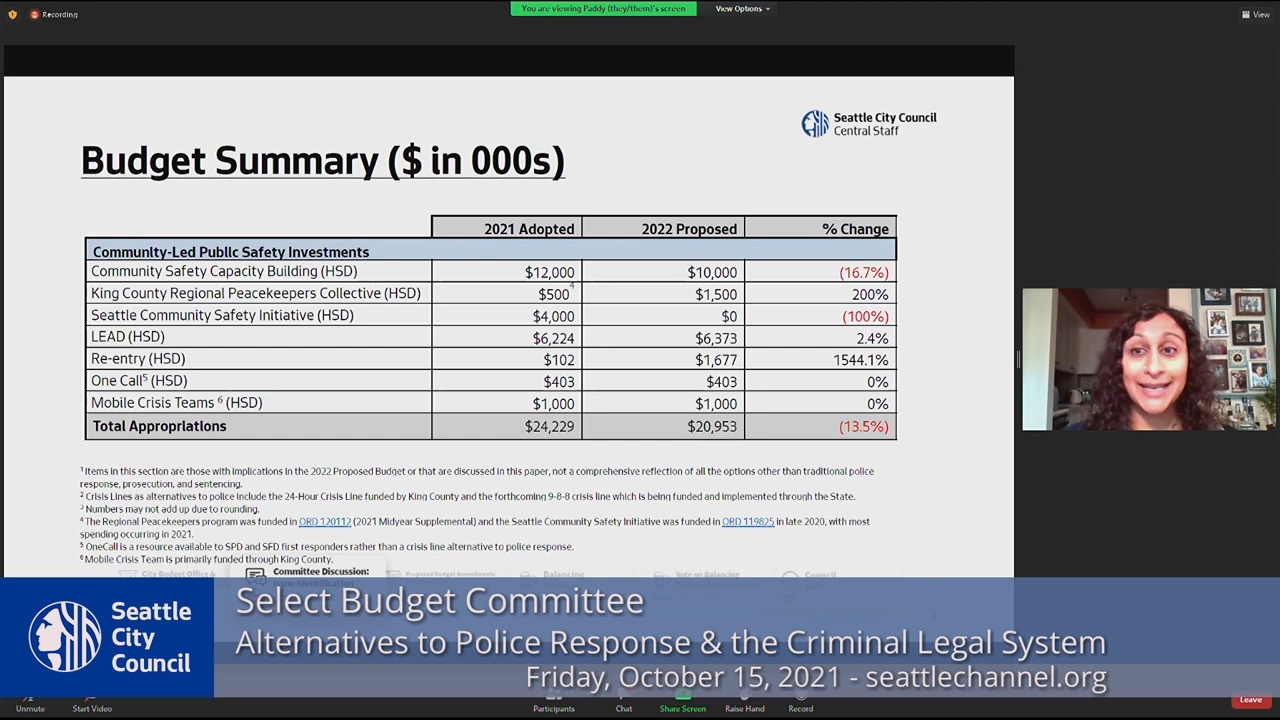 Recording
You are viewing Paddy (they/them)'s screen
View Options
View
Seattle City Council
Central Staff
Budget Summary ($ in 000s)
2021 Adopted 2022 Proposed % Change
Community-Led Public Safety Investments
Community Safety Capacity Building (HSD) $12,000 $10,000 (16.7%)
King County Regional Peacekeepers Collective (HSD) $500⁴ $1,500 200%
Seattle Community Safety Initiative (HSD) $4,000 $0 (100%)
LEAD (HSD) $6,224 $6,373 2.4%
Re-entry (HSD) $102 $1,677 1544.1%
One Call⁵ (HSD) $403 $403 0%
Mobile Crisis Teams ⁶ (HSD) $1,000 $1,000 0%
Total Appropriations $24,229 $20,953 (13.5%)
¹ Items in this section are those with implications in the 2022 Proposed Budget or that are discussed in this paper, not a comprehensive reflection of all the options other than traditional police
response, prosecution, and sentencing.
² Crisis Lines as alternatives to police include the 24-Hour Crisis Line funded by King County and the forthcoming 9-8-8 crisis line which is being funded and implemented through the State.
³ Numbers may not add up due to rounding.
⁴ The Regional Peacekeepers program was funded in ORD 120112 (2021 Midyear Supplemental) and the Seattle Community Safety Initiative was funded in ORD 119825 in late 2020, with most
spending occurring in 2021.
⁵ OneCall is a resource available to SPD and SFD first responders rather than a crisis line alternative to police response.
⁶ Mobile Crisis Team is primarily funded through King County.
City Budget Office & Committee Discussion: Proposed Budget Amendments Balancing Vote on Balancing Council
Issue Identification
Seattle
City
Council
Select Budget Committee
Alternatives to Police Response & the Criminal Legal System
Friday, October 15, 2021 - seattlechannel.org
Unmute Start Video Participants Chat Share Screen Raise Hand Record Leave